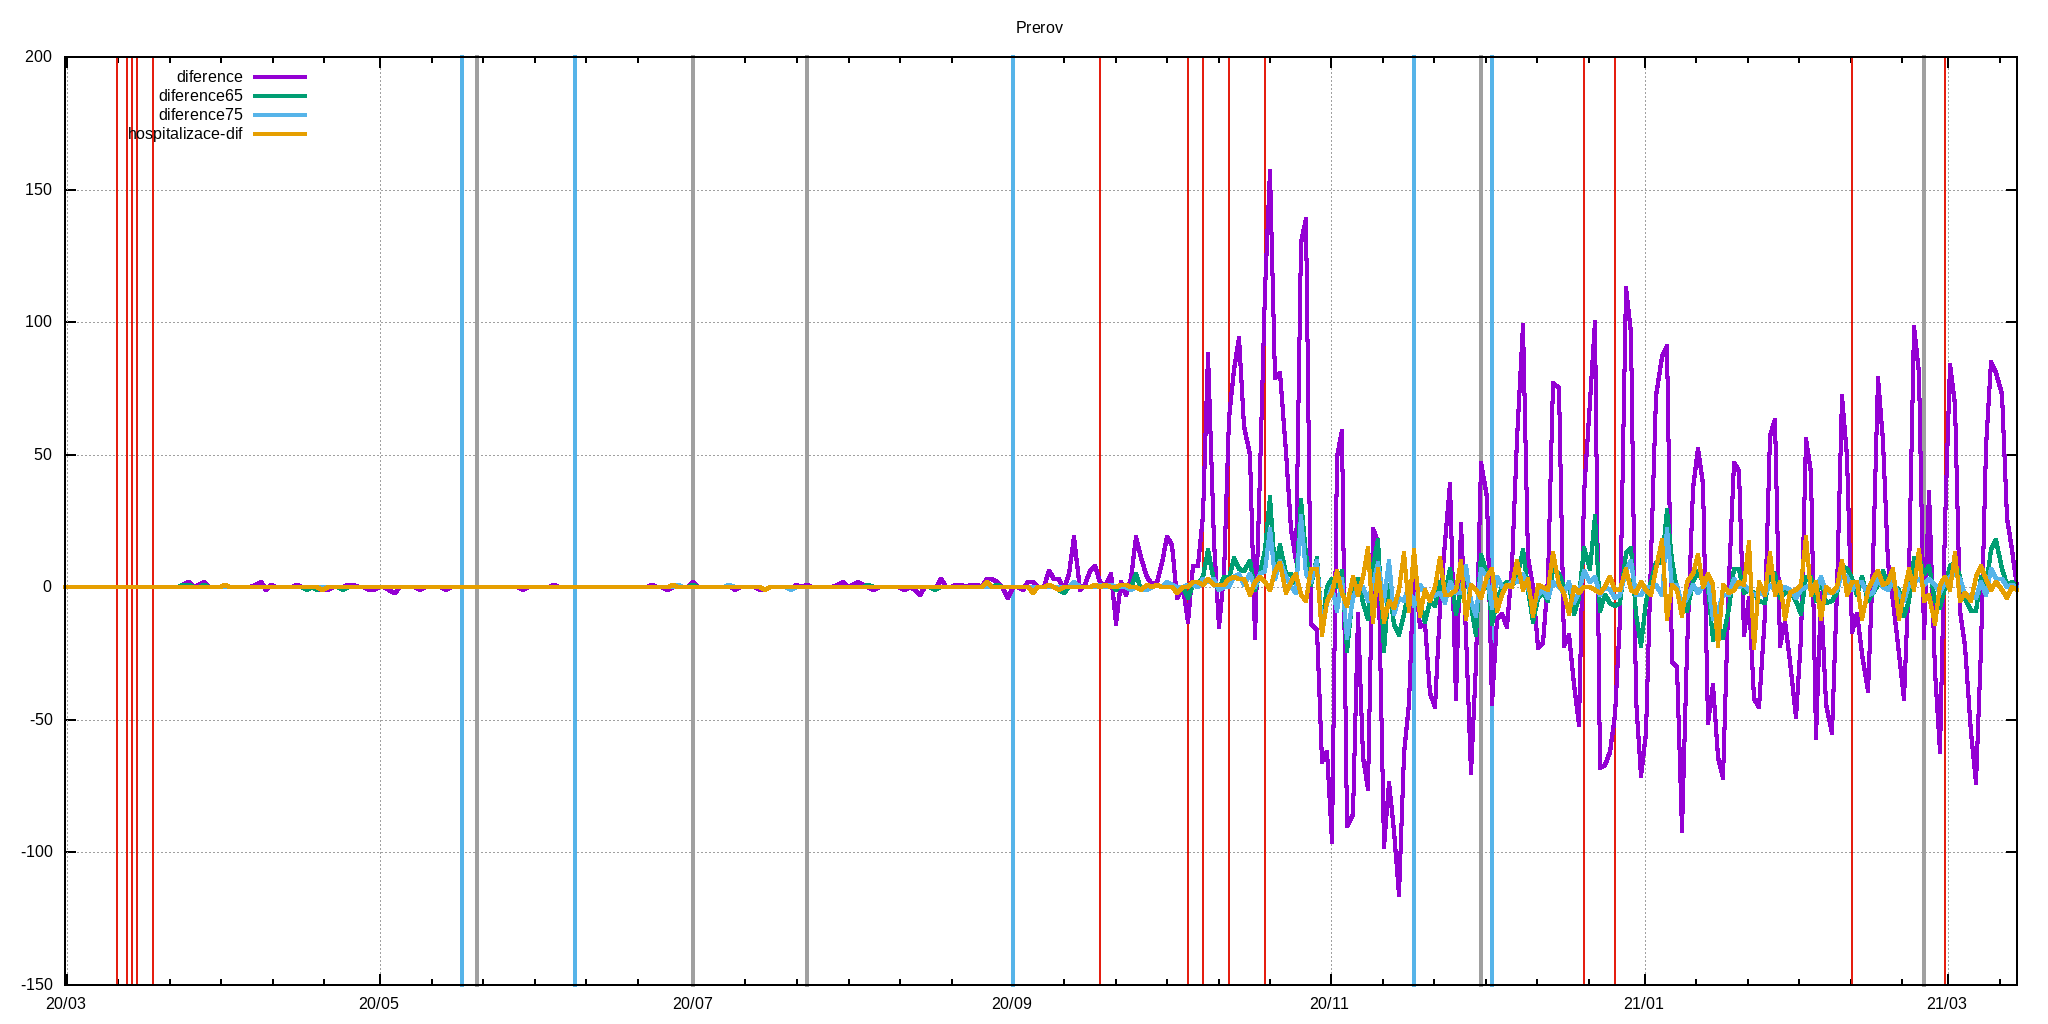 Prerov
200
diference
diference65
diference75
hospitalizace-dif
150
100
50
0
-50
-100
-150
20/03 20/05 20/07 20/09 20/11 21/01 21/03